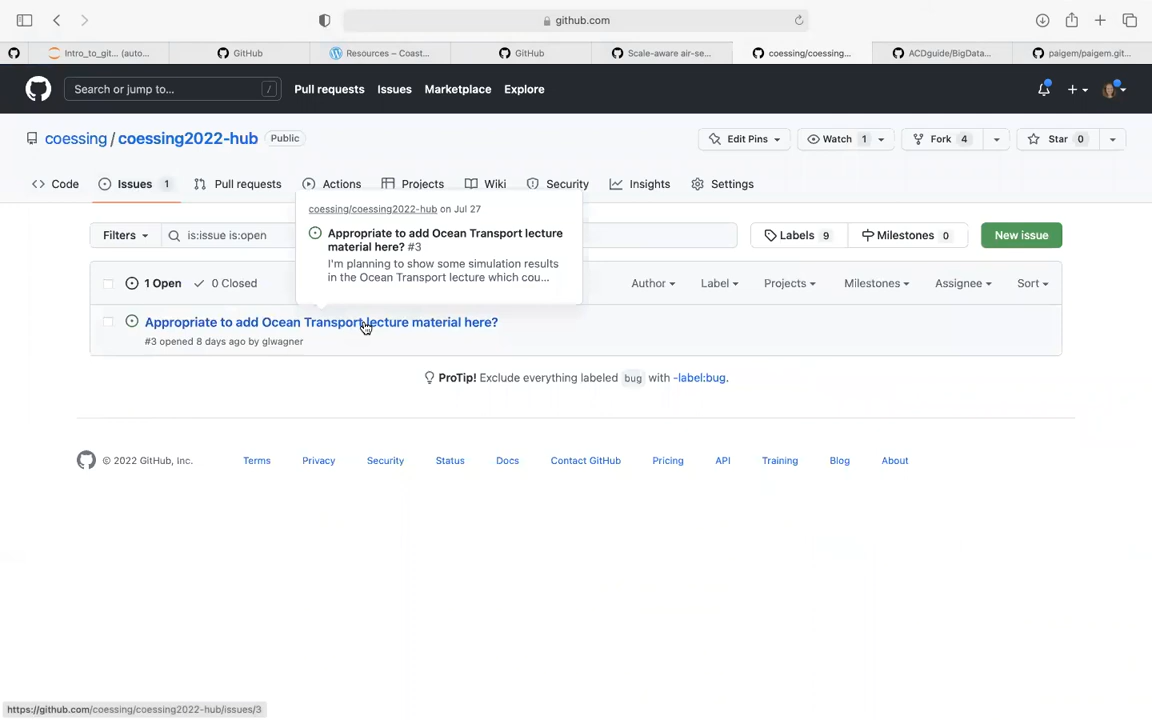 github.com
Intro_to_git... (auto...
GitHub
Resources – Coast...
GitHub
Scale-aware air-se...
coessing/coessing...
ACDguide/BigData...
paigem/paigem.git...
Search or jump to...
/
Pull requests
Issues
Marketplace
Explore
coessing / coessing2022-hub
Public
Edit Pins
Watch 1
Fork 4
Star 0
Code
Issues 1
Pull requests
Actions
Projects
Wiki
Security
Insights
Settings
coessing/coessing2022-hub on Jul 27
Appropriate to add Ocean Transport lecture
material here? #3
I'm planning to show some simulation results
in the Ocean Transport lecture which cou...
Filters
is:issue is:open
Labels 9
Milestones 0
New issue
1 Open
0 Closed
Author
Label
Projects
Milestones
Assignee
Sort
Appropriate to add Ocean Transport lecture material here?
#3 opened 8 days ago by glwagner
ProTip! Exclude everything labeled bug with -label:bug.
© 2022 GitHub, Inc.
Terms
Privacy
Security
Status
Docs
Contact GitHub
Pricing
API
Training
Blog
About
https://github.com/coessing/coessing2022-hub/issues/3